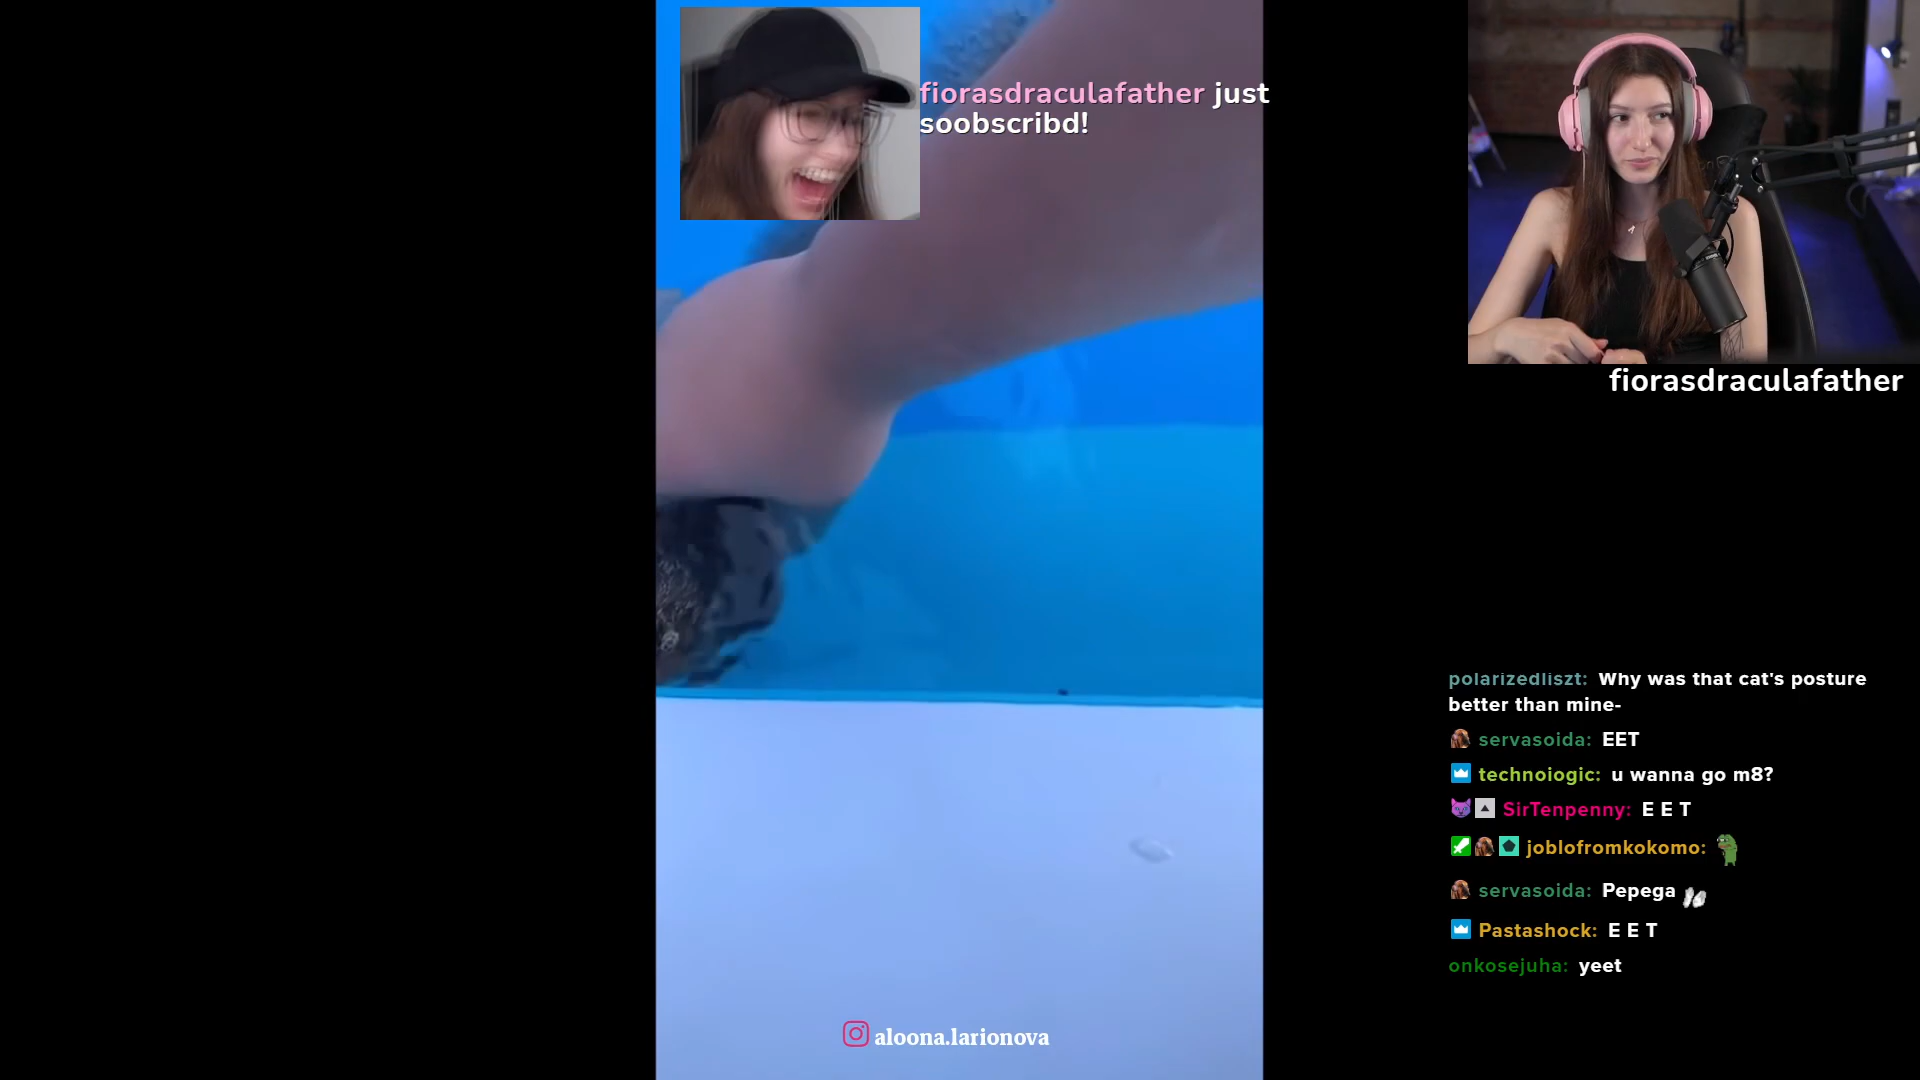 fiorasdraculafather just
soobscribd!
fiorasdraculafather
polarizedliszt: Why was that cat's posture
better than mine-
servasoida: EET
technoiogic: u wanna go m8?
SirTenpenny: E E T
joblofromkokomo:
servasoida: Pepega
Pastashock: E E T
onkosejuha: yeet
aloona.larionova